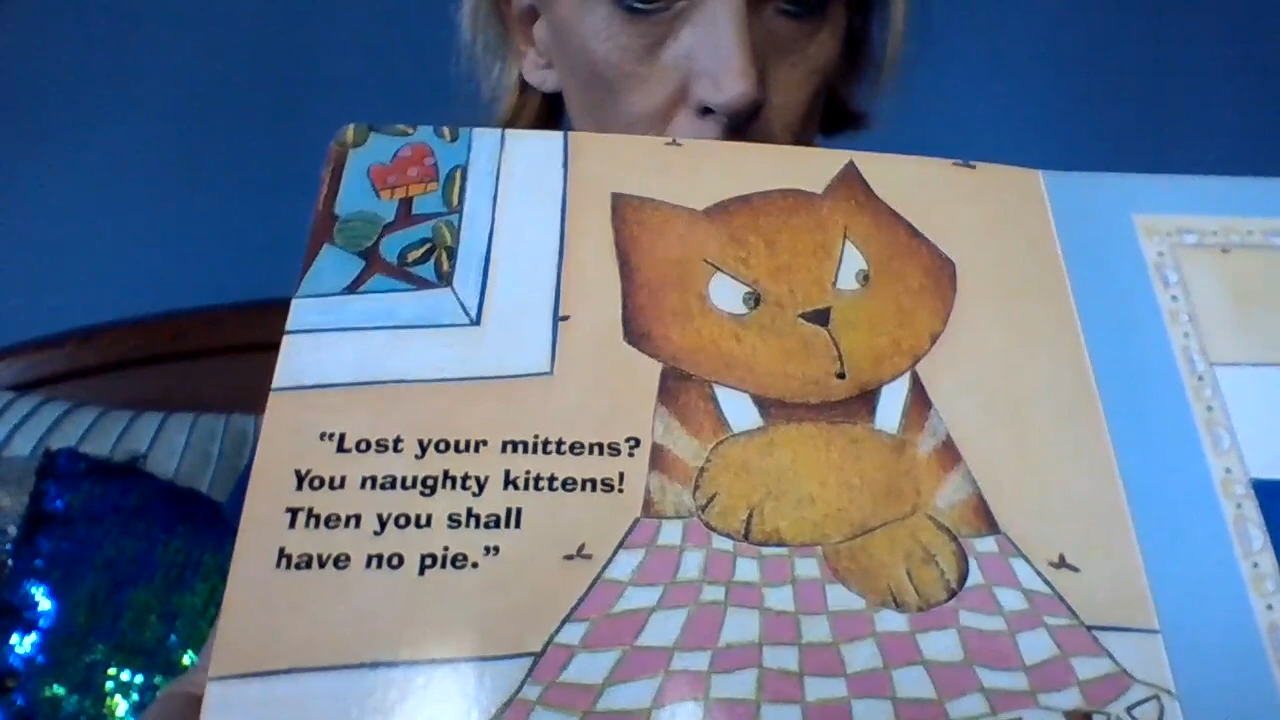 “Lost your mittens?
You naughty kittens!
Then you shall
have no pie.”